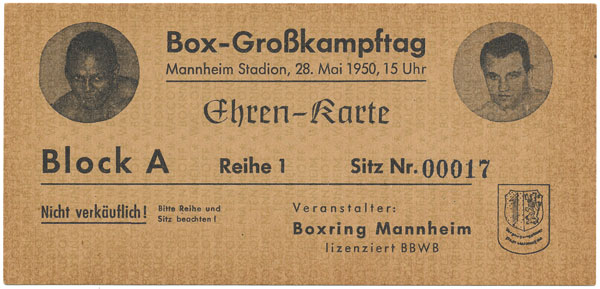 Box-Großkampftag
Mannheim Stadion, 28. Mai 1950, 15 Uhr
Ehren-Karte
Block A Reihe 1 Sitz Nr. 00017
Nicht verkäuflich! Bitte Reihe und
Sitz beachten!
Veranstalter:
Boxring Mannheim
lizenziert BBWB